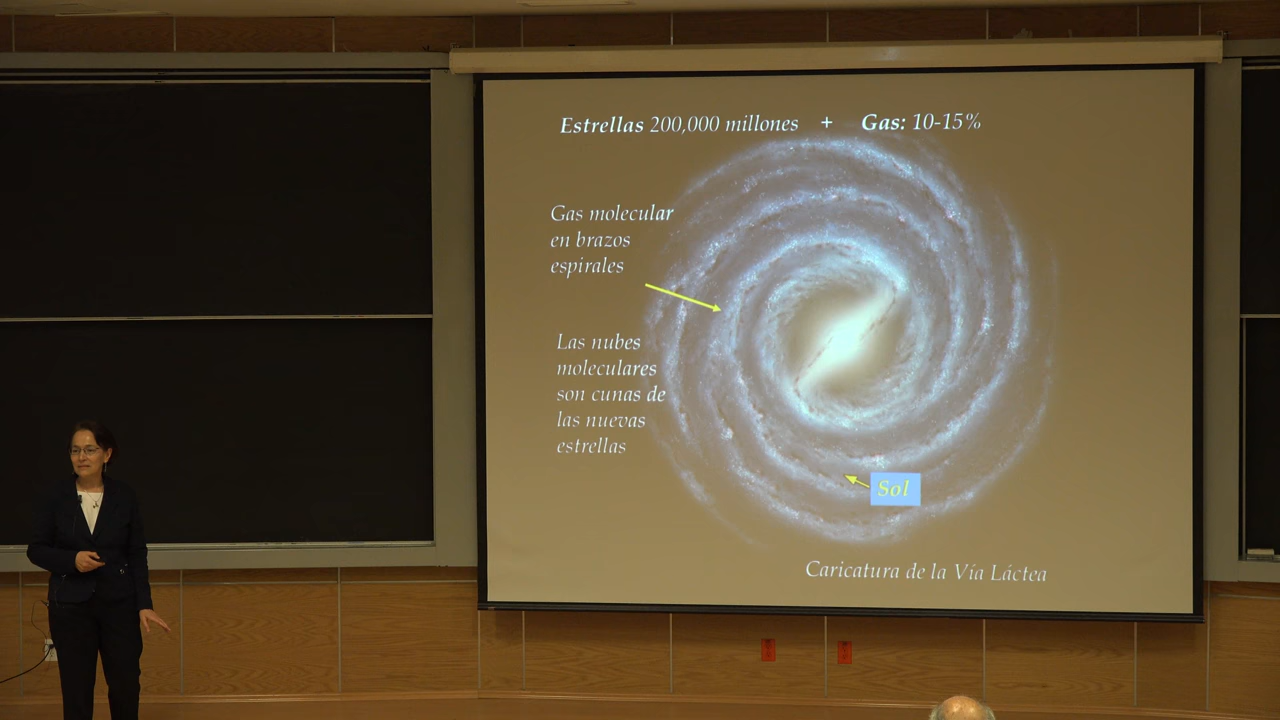 Estrellas 200,000 millones + Gas: 10-15%
Gas molecular
en brazos
espirales
Las nubes
moleculares
son cunas de
las nuevas
estrellas
Sol
Caricatura de la Vía Láctea